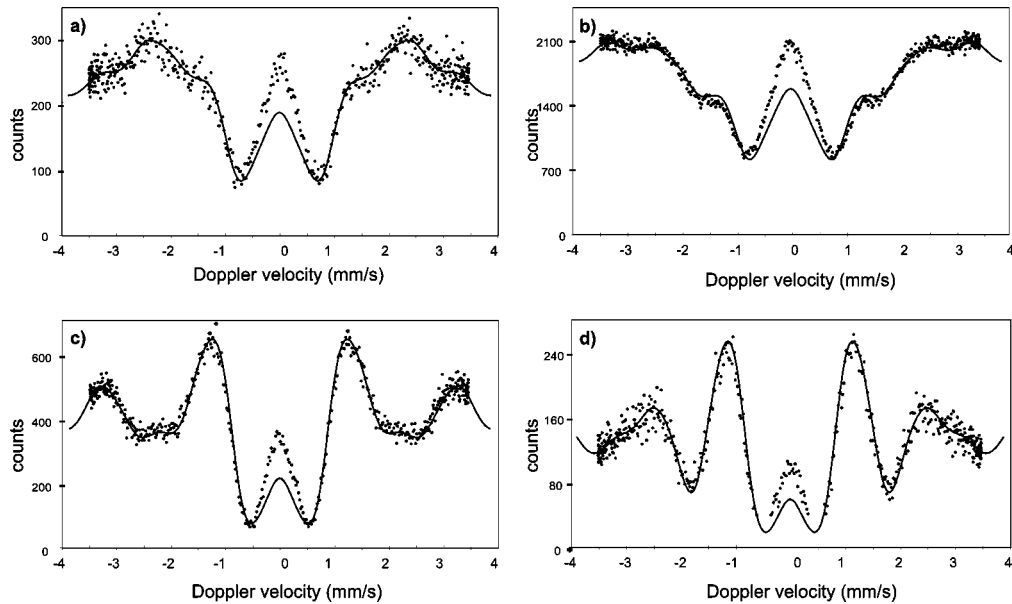 a)
300
200
100
0
counts
-4 -3 -2 -1 0 1 2 3 4
Doppler velocity (mm/s)
b)
2100
1400
700
0
counts
-4 -3 -2 -1 0 1 2 3 4
Doppler velocity (mm/s)
c)
600
400
200
0
counts
-4 -3 -2 -1 0 1 2 3 4
Doppler velocity (mm/s)
d)
240
160
80
0
counts
-4 -3 -2 -1 0 1 2 3 4
Doppler velocity (mm/s)